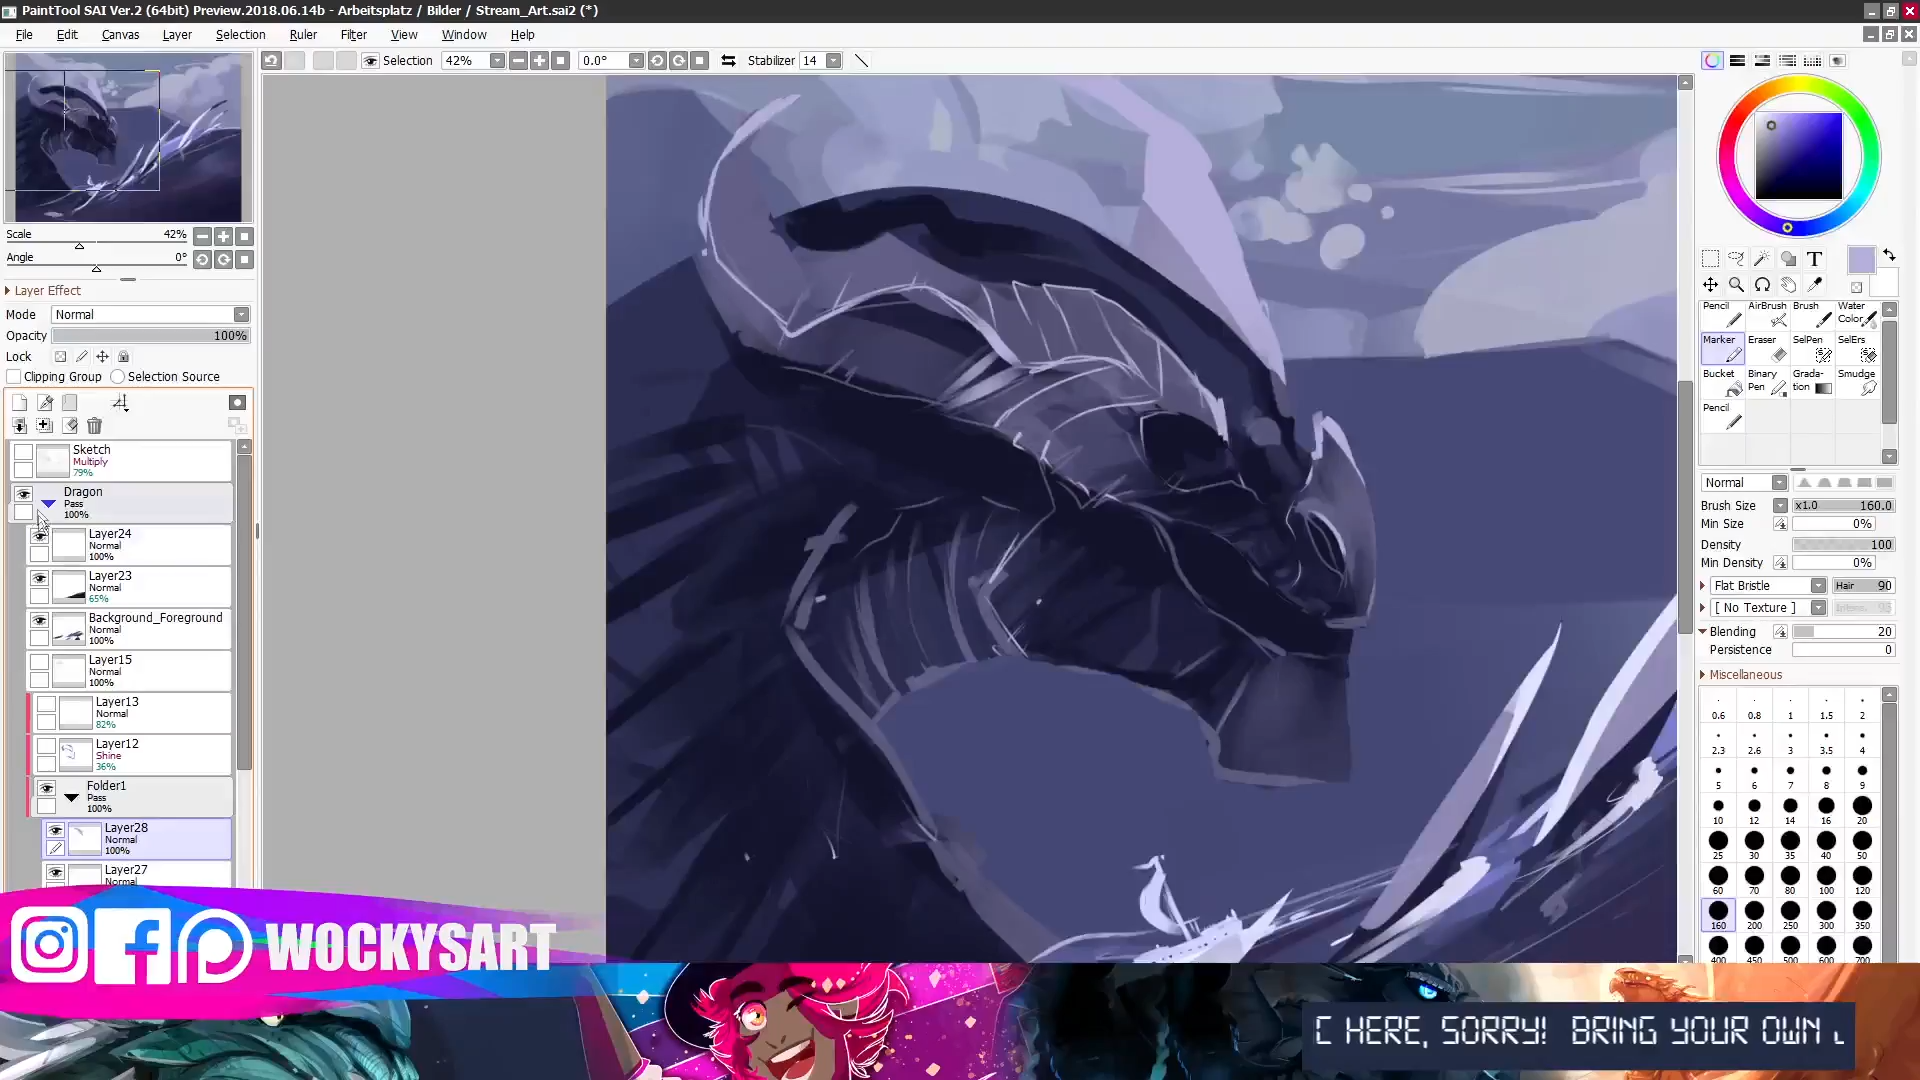 PaintTool SAI Ver.2 (64bit) Preview.2018.06.14b - Arbeitsplatz / Bilder / Stream_Art.sai2 (*)
File Edit Canvas Layer Selection Ruler Filter View Window Help
Selection 42% 0.0° Stabilizer 14
Scale 42%
Angle 0°
Layer Effect
Mode Normal
Opacity 100%
Lock
Clipping Group Selection Source
Sketch
Multiply
79%
Dragon
Pass
100%
Layer24
Normal
100%
Layer23
Normal
65%
Background_Foreground
Normal
100%
Layer15
Normal
100%
Layer13
Normal
82%
Layer12
Shine
36%
Folder1
Pass
100%
Layer28
Normal
100%
Layer27
Normal
T
Pencil AirBrush Brush Water Color
Marker Eraser SelPen SelErs
Bucket Binary Pen Grada-tion Smudge
Pencil
Normal
Brush Size x1.0 160.0
Min Size 0%
Density 100
Min Density 0%
Flat Bristle Hair 90
[ No Texture ]
Blending 20
Persistence 0
Miscellaneous
0.6 0.8 1 1.5 2
2.3 2.6 3 3.5 4
5 6 7 8 9
10 12 14 16 20
25 30 35 40 50
60 70 80 100 120
160 200 250 300 350
400 450 500 600 700
WOCKYSART
C HERE, SORRY! BRING YOUR OWN